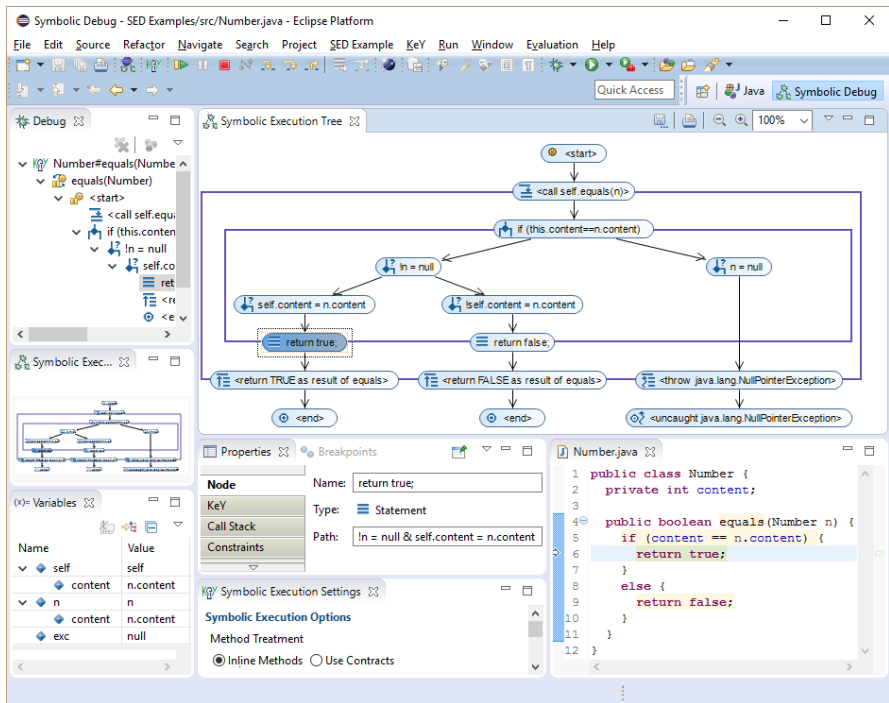 Symbolic Debug - SED Examples/src/Number.java - Eclipse Platform
File Edit Source Refactor Navigate Search Project SED Example KeY Run Window Evaluation Help
Quick Access
Java
Symbolic Debug
Debug
KeY Number#equals(Numbe
equals(Number)
<start>
<call self.equa
if (this.conten
!n = null
self.co
ret
<re
<e
Symbolic Execution Tree
100%
<start>
<call self.equals(n)>
if (this.content==n.content)
!n = null
n = null
self.content = n.content
!self.content = n.content
return true;
return false;
<return TRUE as result of equals>
<return FALSE as result of equals>
<throw java.lang.NullPointerException>
<end>
<end>
<uncaught java.lang.NullPointerException>
Symbolic Exec...
(x)= Variables
Name Value
self self
content n.content
n n
content n.content
exc null
Properties
Breakpoints
Node
KeY
Call Stack
Constraints
Name: return true;
Type: Statement
Path: !n = null & self.content = n.content
KeY Symbolic Execution Settings
Symbolic Execution Options
Method Treatment
Inline Methods Use Contracts
Number.java
1 public class Number {
2 private int content;
3
4 public boolean equals(Number n) {
5 if (content == n.content) {
6 return true;
7 }
8 else {
9 return false;
10 }
11 }
12 }